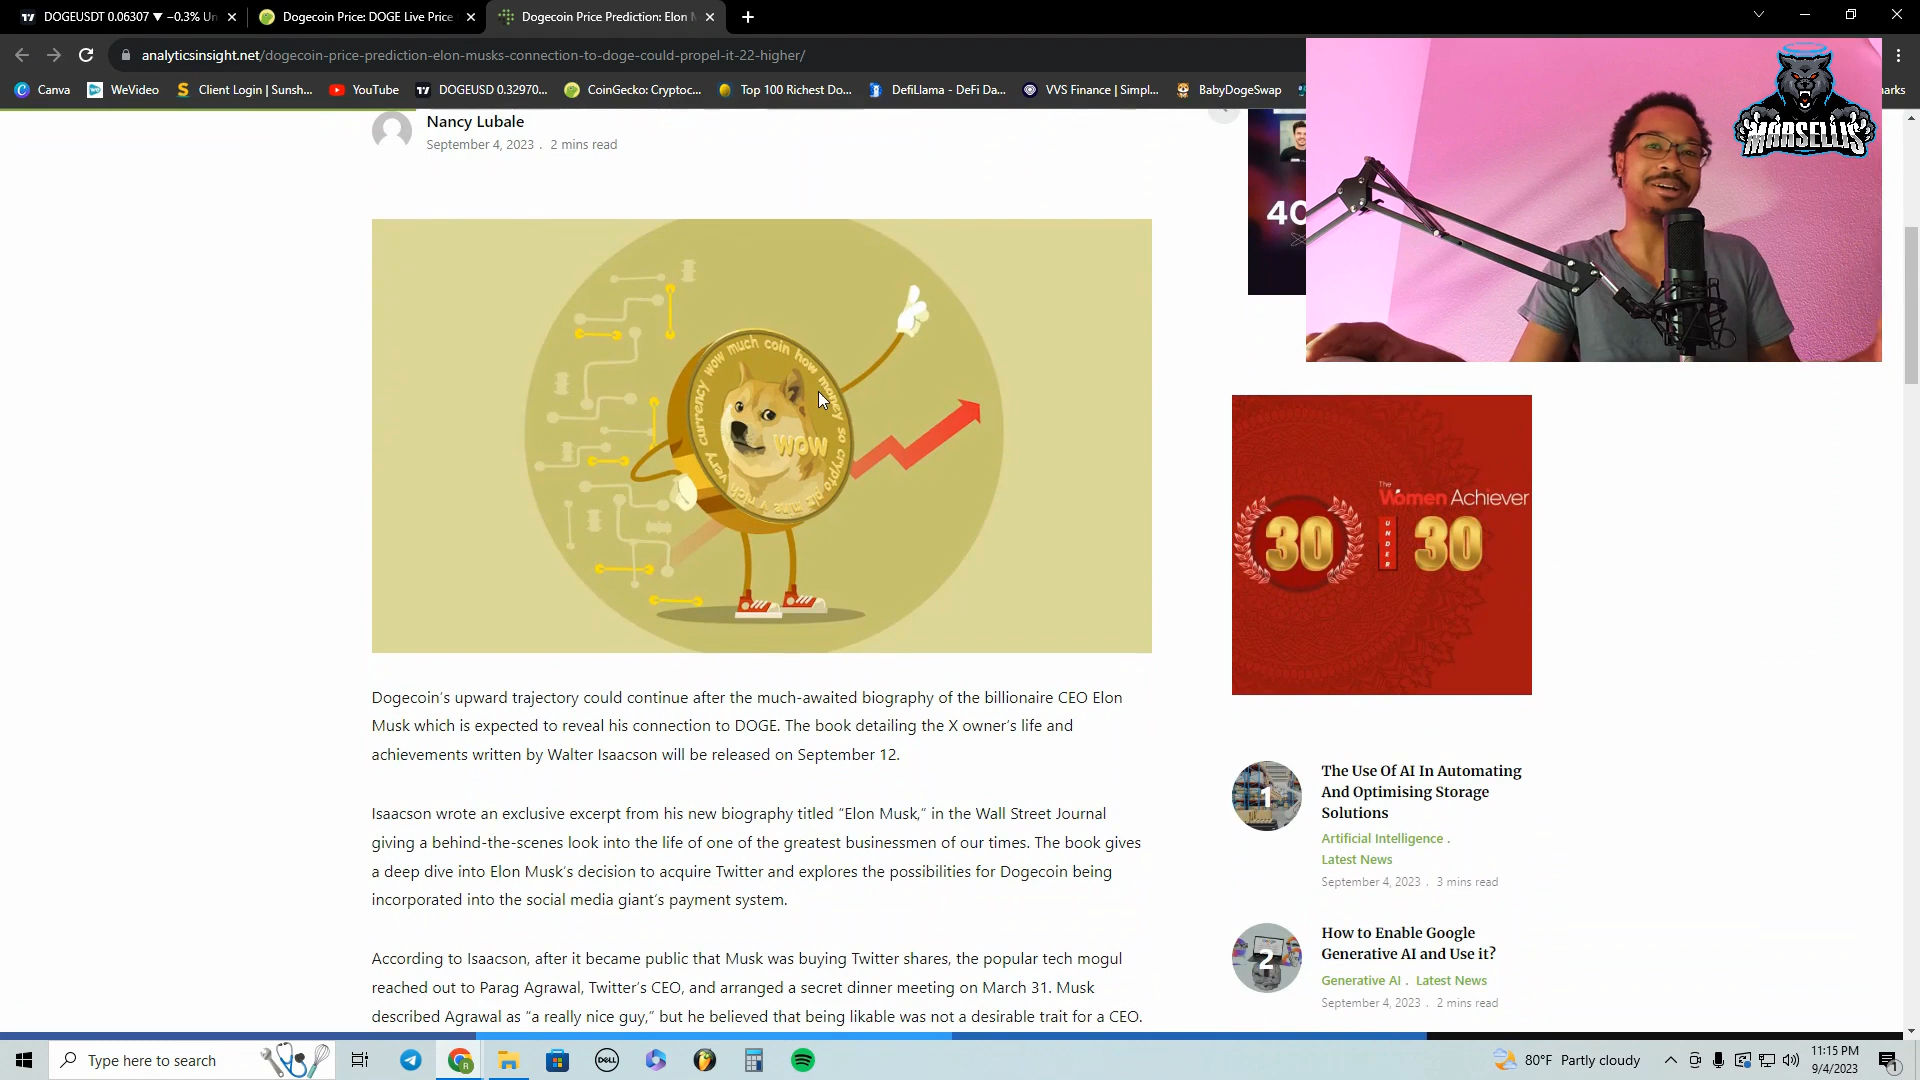 DOGEUSDT 0.06307 ▼ −0.3% Un
Dogecoin Price: DOGE Live Price
Dogecoin Price Prediction: Elon M
analyticsinsight.net/dogecoin-price-prediction-elon-musks-connection-to-doge-could-propel-it-22-higher/
Canva
WeVideo
Client Login | Sunsh...
YouTube
DOGEUSD 0.32970...
CoinGecko: Cryptoc...
Top 100 Richest Do...
DefiLlama - DeFi Da...
VVS Finance | Simpl...
BabyDogeSwap
arks
MARSELLIS
Nancy Lubale
September 4, 2023 . 2 mins read
40
wow much coin how money so crypto plz mine v rich very currency
WOW
The
Women Achiever
30 UNDER 30
Dogecoin's upward trajectory could continue after the much-awaited biography of the billionaire CEO Elon
Musk which is expected to reveal his connection to DOGE. The book detailing the X owner's life and
achievements written by Walter Isaacson will be released on September 12.
Isaacson wrote an exclusive excerpt from his new biography titled “Elon Musk,” in the Wall Street Journal
giving a behind-the-scenes look into the life of one of the greatest businessmen of our times. The book gives
a deep dive into Elon Musk's decision to acquire Twitter and explores the possibilities for Dogecoin being
incorporated into the social media giant's payment system.
According to Isaacson, after it became public that Musk was buying Twitter shares, the popular tech mogul
reached out to Parag Agrawal, Twitter's CEO, and arranged a secret dinner meeting on March 31. Musk
described Agrawal as “a really nice guy,” but he believed that being likable was not a desirable trait for a CEO.
1
The Use Of AI In Automating
And Optimising Storage
Solutions
Artificial Intelligence .
Latest News
September 4, 2023 . 3 mins read
2
How to Enable Google
Generative AI and Use it?
Generative AI . Latest News
September 4, 2023 . 2 mins read
Type here to search
DELL
80°F Partly cloudy
11:15 PM
9/4/2023
1